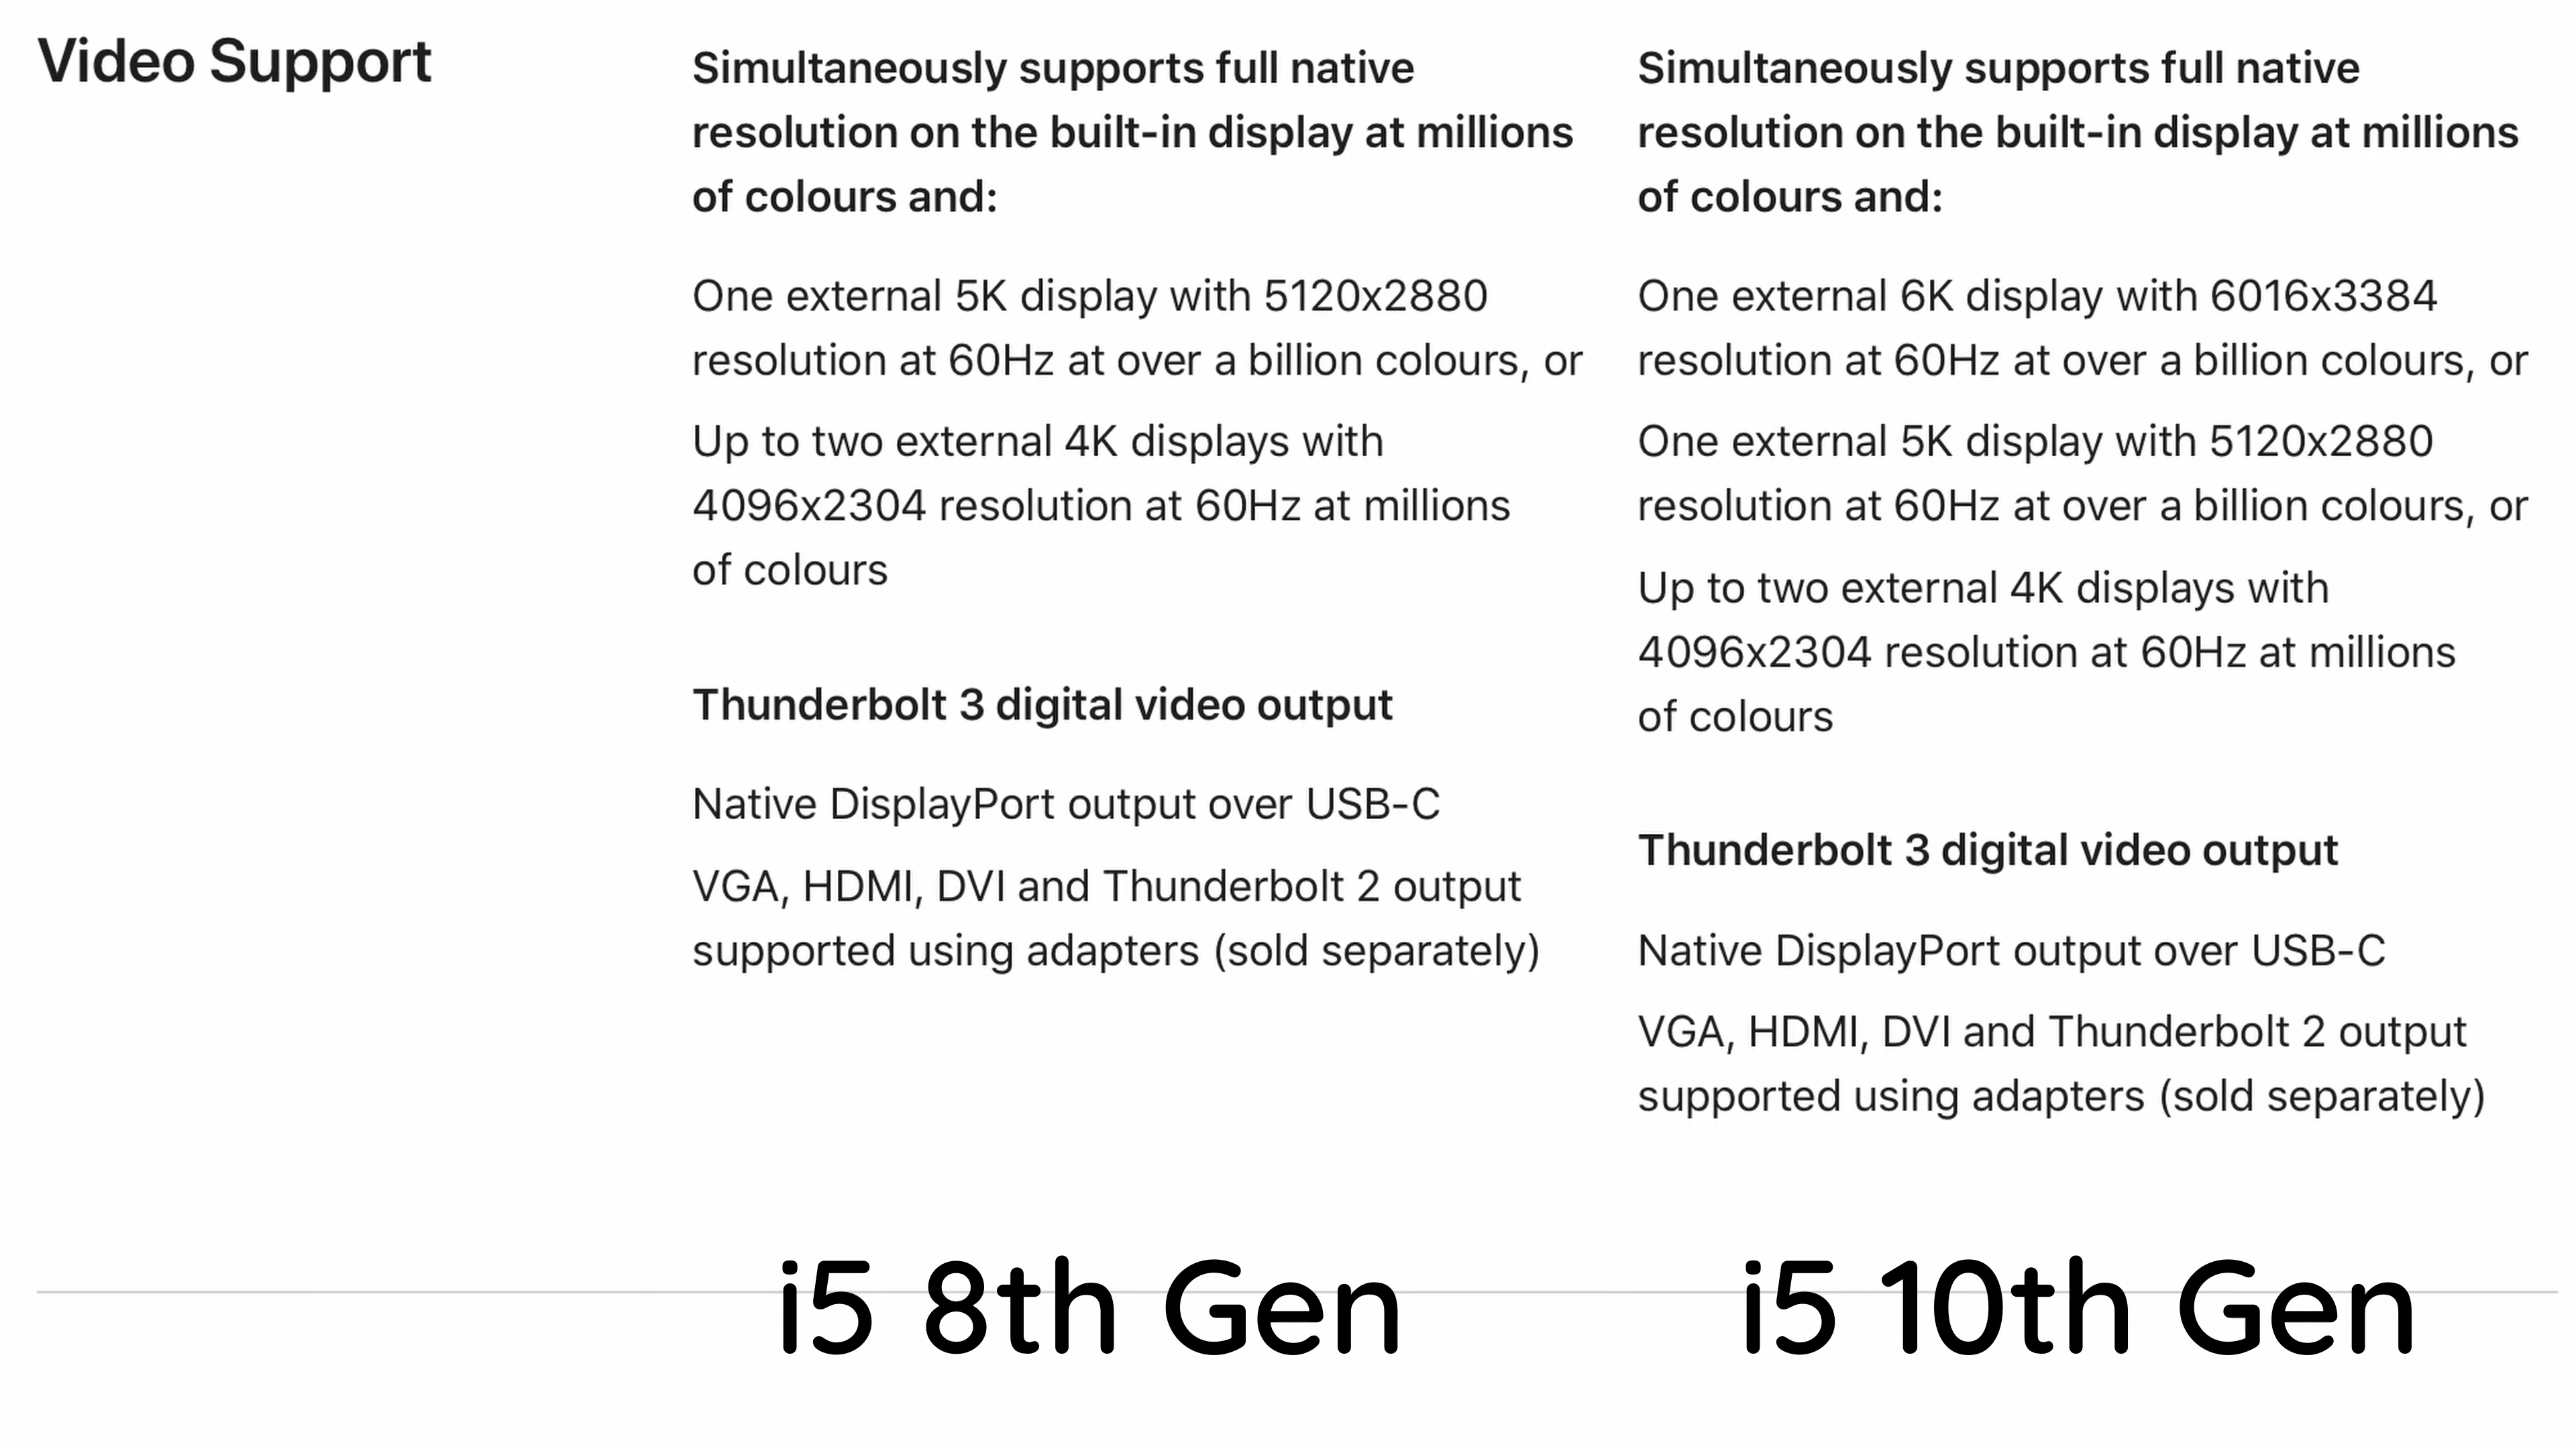 Video Support
Simultaneously supports full native
resolution on the built-in display at millions
of colours and:
One external 5K display with 5120x2880
resolution at 60Hz at over a billion colours, or
Up to two external 4K displays with
4096x2304 resolution at 60Hz at millions
of colours
Thunderbolt 3 digital video output
Native DisplayPort output over USB-C
VGA, HDMI, DVI and Thunderbolt 2 output
supported using adapters (sold separately)
i5 8th Gen
Simultaneously supports full native
resolution on the built-in display at millions
of colours and:
One external 6K display with 6016x3384
resolution at 60Hz at over a billion colours, or
One external 5K display with 5120x2880
resolution at 60Hz at over a billion colours, or
Up to two external 4K displays with
4096x2304 resolution at 60Hz at millions
of colours
Thunderbolt 3 digital video output
Native DisplayPort output over USB-C
VGA, HDMI, DVI and Thunderbolt 2 output
supported using adapters (sold separately)
i5 10th Gen